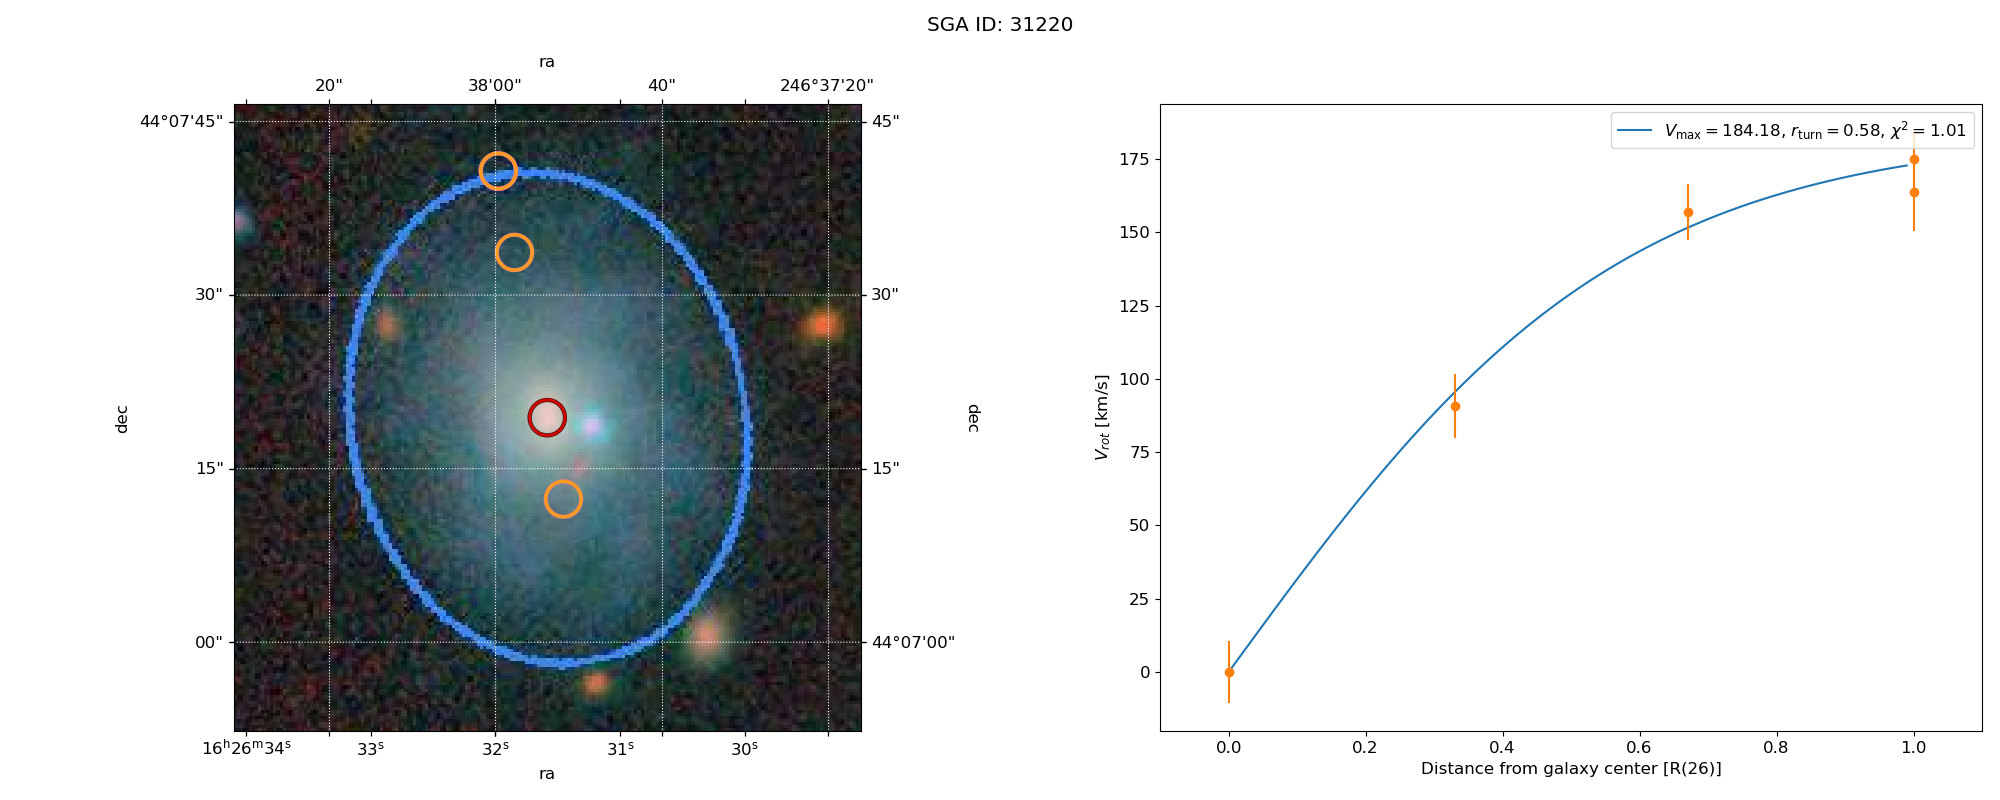 SGA ID: 31220
ra
20" 38'00" 40" 246°37'20"
44°07'45" 45"
30" 30"
dec dec
15" 15"
00" 44°07'00"
16h26m34s 33s 32s 31s 30s
ra
Vmax = 184.18, rturn = 0.58, χ2 = 1.01
175
150
125
100
75
50
25
0
Vrot [km/s]
0.0 0.2 0.4 0.6 0.8 1.0
Distance from galaxy center [R(26)]